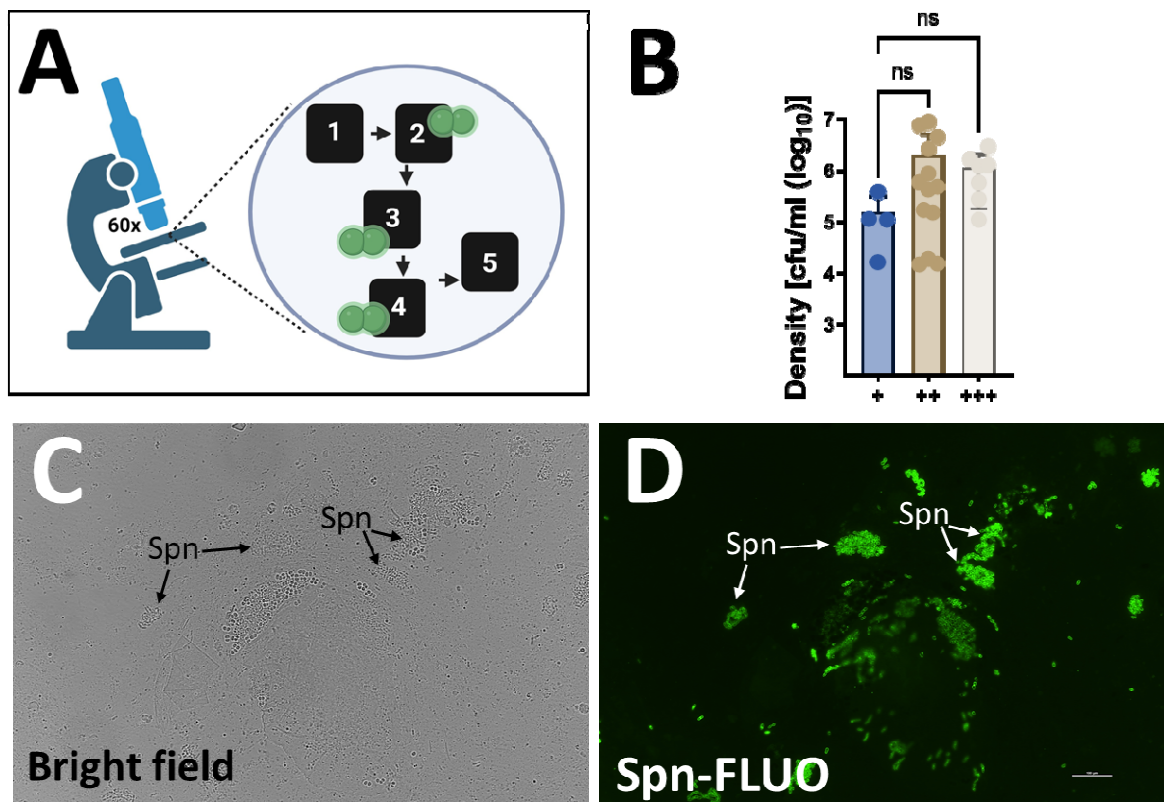 A
60x
1
2
3
4
5
B
ns
ns
Density [cfu/ml (log10)]
7
6
5
4
3
+
++
+++
C
Spn
Spn
Bright field
D
Spn
Spn
Spn-FLUO